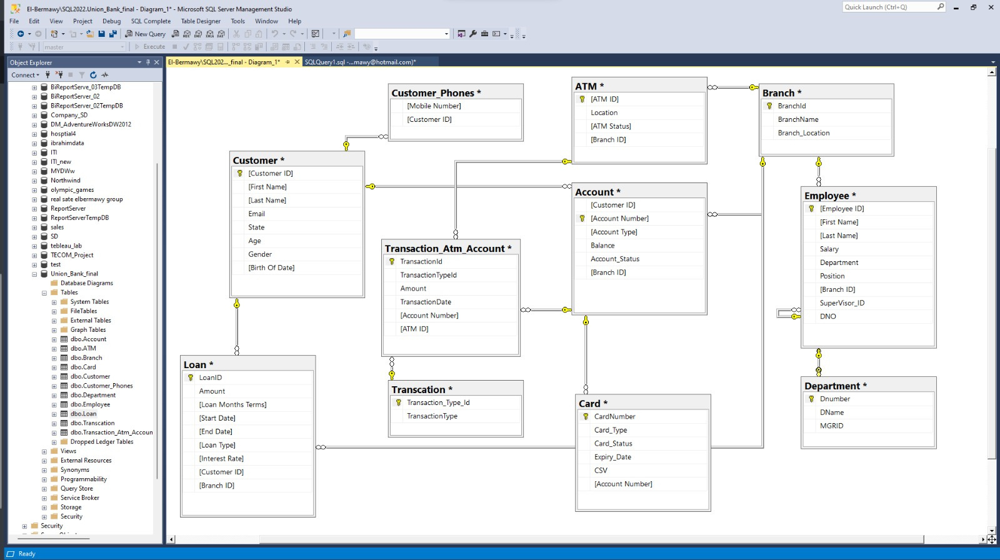 El-Bermawy\SQL2022.Union_Bank_final - Diagram_1* - Microsoft SQL Server Management Studio
Quick Launch (Ctrl+Q)
File Edit View Project Debug SQL Complete Table Designer Tools Window Help
New Query
master
Execute
Object Explorer
Connect
BiReportServe_03TempDB
BiReportServer_02
BiReportServer_02TempDB
Company_SD
DM_AdventureWorksDW2012
hosptial4
ibrahimdata
ITI
ITI_new
MYDWw
Northwind
olympic_games
real sate elbermawy group
ReportServer
ReportServerTempDB
sales
SD
tebleau_lab
TECOM_Project
test
Union_Bank_final
Database Diagrams
Tables
System Tables
FileTables
External Tables
Graph Tables
dbo.Account
dbo.ATM
dbo.Branch
dbo.Card
dbo.Customer
dbo.Customer_Phones
dbo.Department
dbo.Employee
dbo.Loan
dbo.Transcation
dbo.Transaction_Atm_Accoun
Dropped Ledger Tables
Views
External Resources
Synonyms
Programmability
Query Store
Service Broker
Storage
Security
Security
El-Bermawy\SQL202..._final - Diagram_1*
SQLQuery1.sql -...mawy@hotmail.com)*
Customer_Phones *
[Mobile Number]
[Customer ID]
ATM *
[ATM ID]
Location
[ATM Status]
[Branch ID]
Branch *
BranchId
BranchName
Branch_Location
Customer *
[Customer ID]
[First Name]
[Last Name]
Email
State
Age
Gender
[Birth Of Date]
Account *
[Customer ID]
[Account Number]
[Account Type]
Balance
Account_Status
[Branch ID]
Employee *
[Employee ID]
[First Name]
[Last Name]
Salary
Department
Position
[Branch ID]
SuperVisor_ID
DNO
Transaction_Atm_Account *
TransactionId
TransactionTypeId
Amount
TransactionDate
[Account Number]
[ATM ID]
Loan *
LoanID
Amount
[Loan Months Terms]
[Start Date]
[End Date]
[Loan Type]
[Interest Rate]
[Customer ID]
[Branch ID]
Transcation *
Transaction_Type_Id
TransactionType
Card *
CardNumber
Card_Type
Card_Status
Expiry_Date
CSV
[Account Number]
Department *
Dnumber
DName
MGRID
Ready